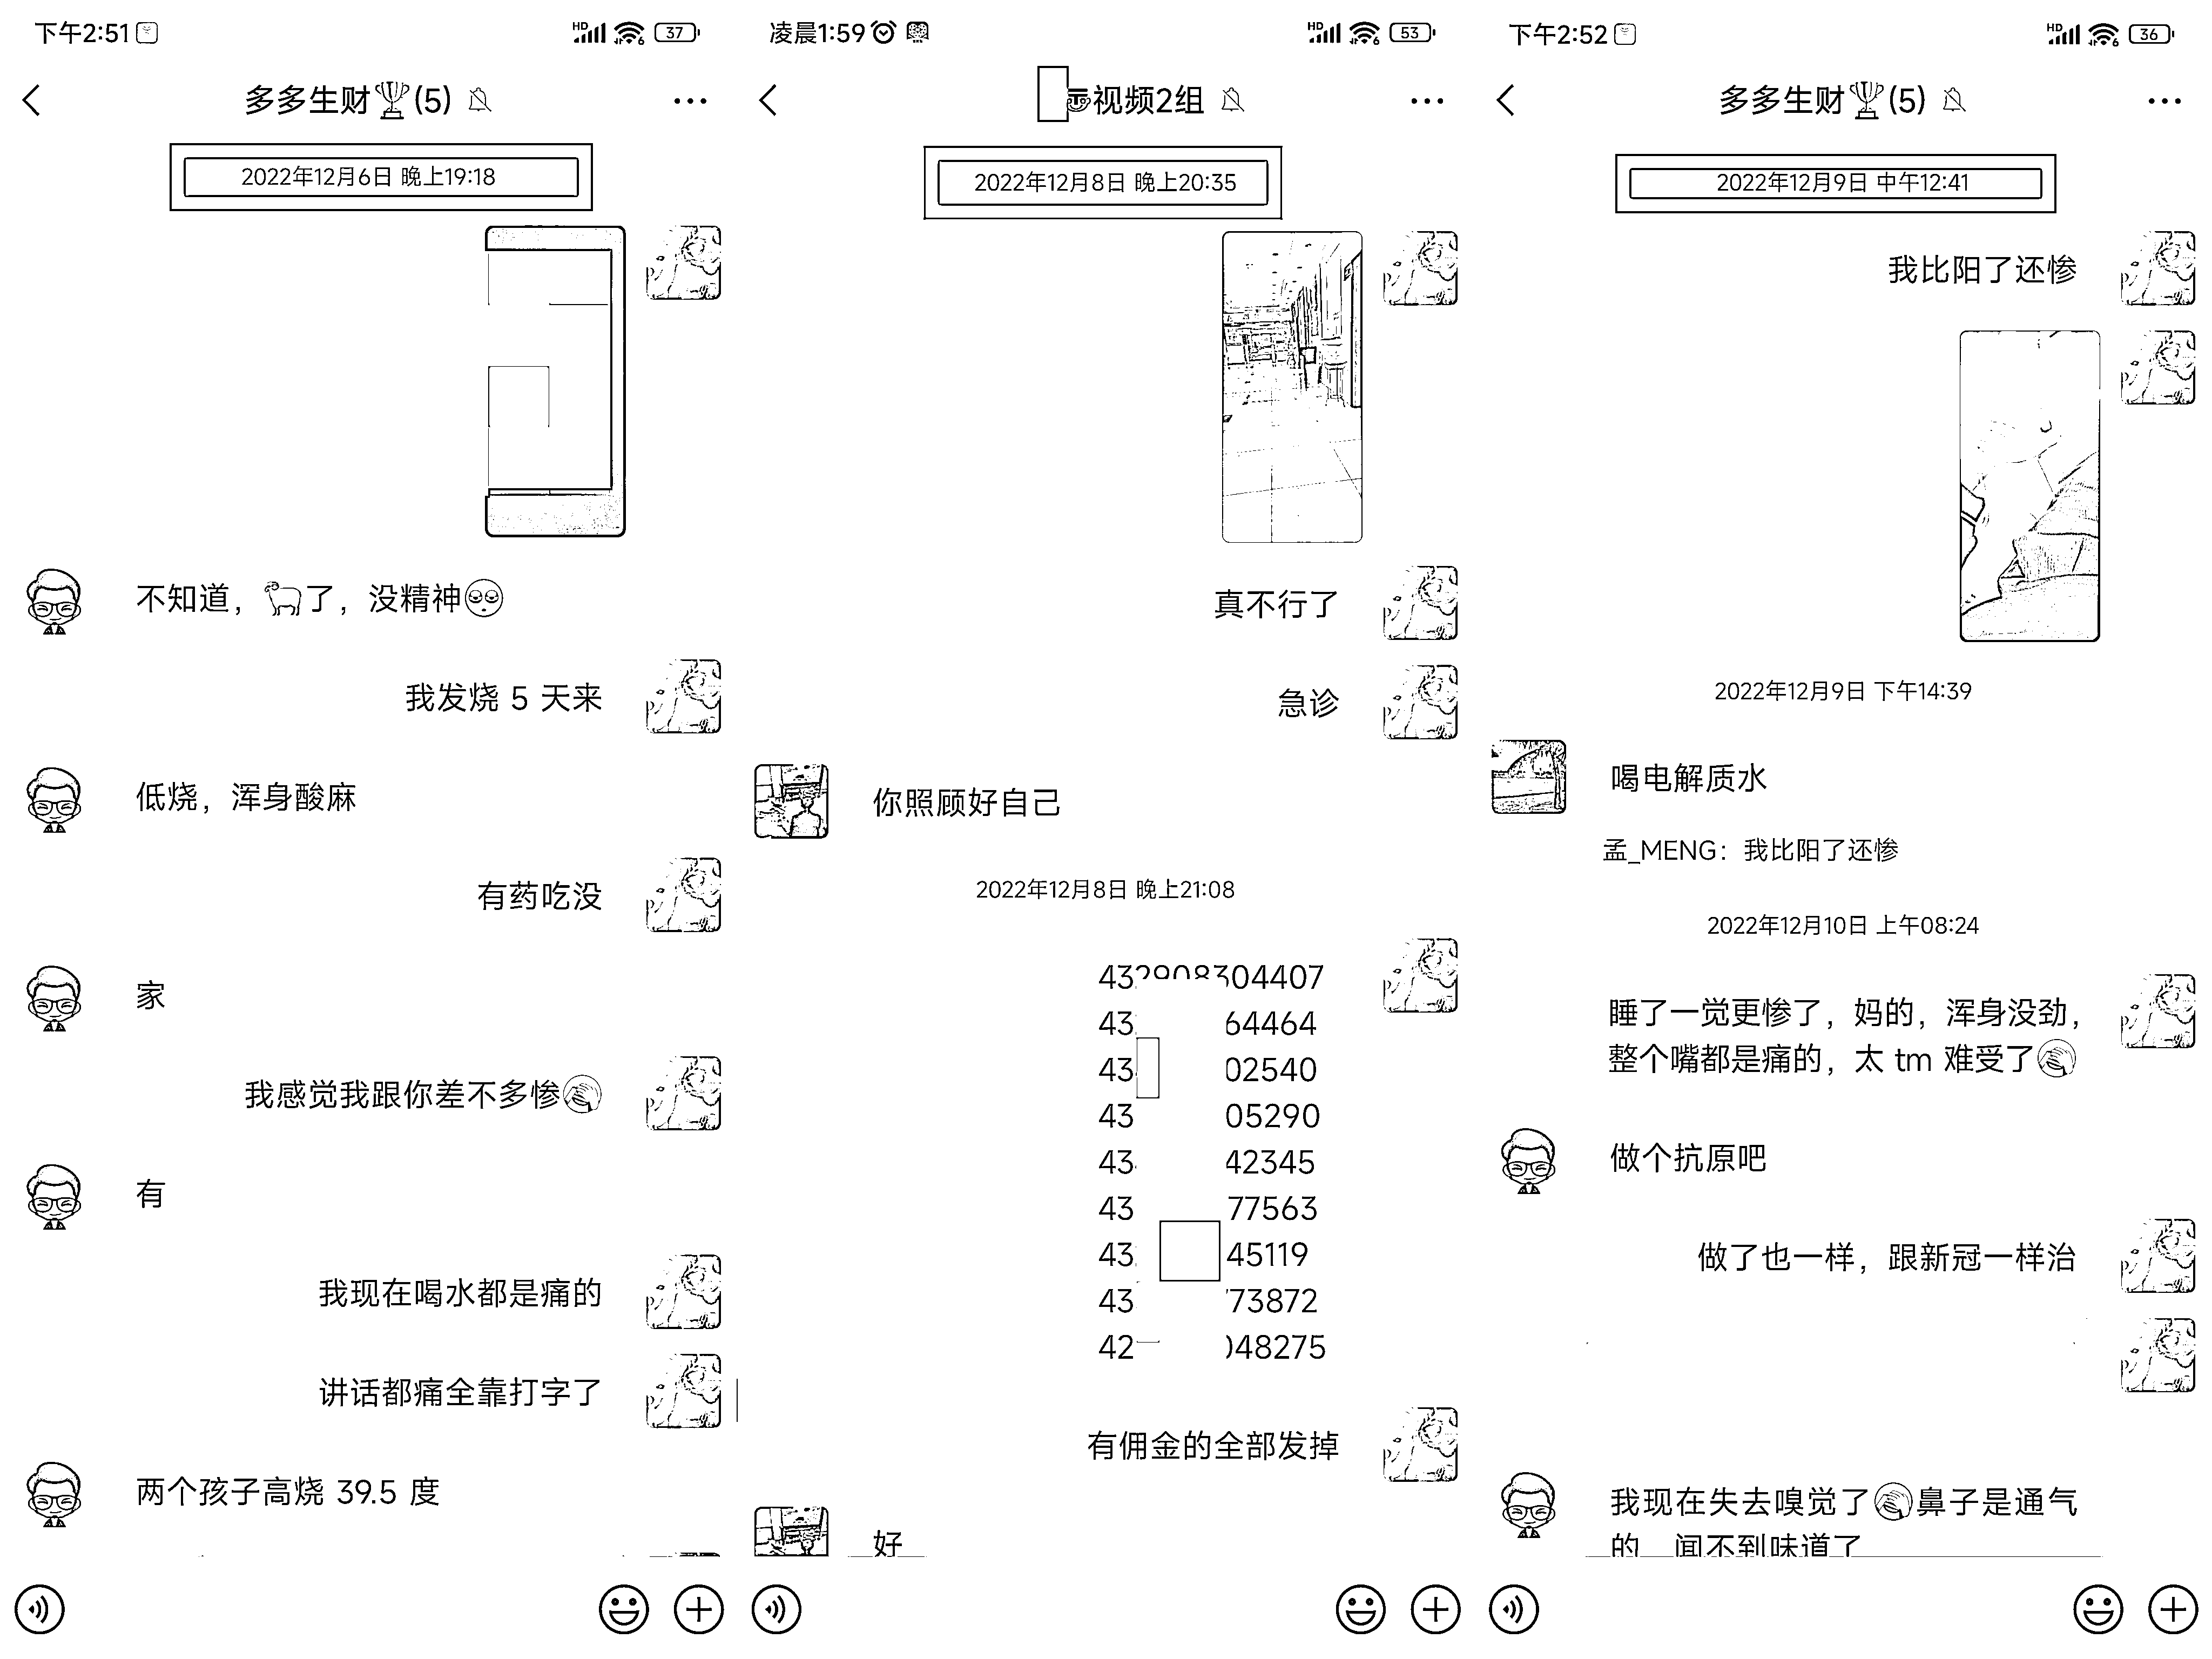 下午2:51
37
多多生财🏆(5)
2022年12月6日 晚上19:18
不知道，🐏了，没精神
我发烧 5 天来
低烧，浑身酸麻
有药吃没
家
我感觉我跟你差不多惨
有
我现在喝水都是痛的
讲话都痛全靠打字了
两个孩子高烧 39.5 度
凌晨1:59
53
视频2组
2022年12月8日 晚上20:35
真不行了
急诊
你照顾好自己
2022年12月8日 晚上21:08
432908304407
43 64464
43 02540
43 05290
43 42345
43 77563
43 45119
43 73872
42 048275
有佣金的全部发掉
好
下午2:52
36
多多生财🏆(5)
2022年12月9日 中午12:41
我比阳了还惨
2022年12月9日 下午14:39
喝电解质水
孟_MENG：我比阳了还惨
2022年12月10日 上午08:24
睡了一觉更惨了，妈的，浑身没劲，
整个嘴都是痛的，太 tm 难受了
做个抗原吧
做了也一样，跟新冠一样治
我现在失去嗅觉了鼻子是通气
的 闻不到味道了